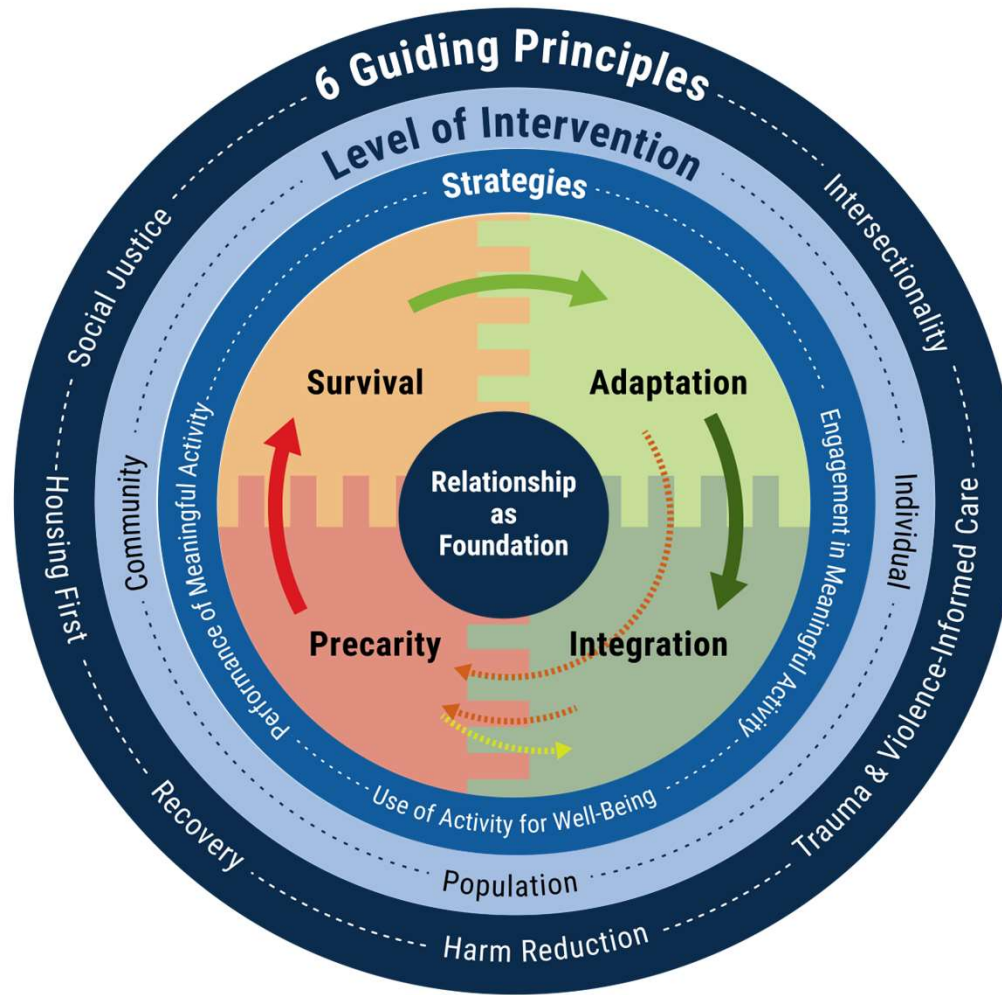 6 Guiding Principles
Intersectionality
Trauma & Violence-Informed Care
Harm Reduction
Recovery
Housing First
Social Justice
Level of Intervention
Individual
Population
Community
Strategies
Engagement in Meaningful Activity
Use of Activity for Well-Being
Performance of Meaningful Activity
Survival
Adaptation
Relationship
as
Foundation
Precarity
Integration